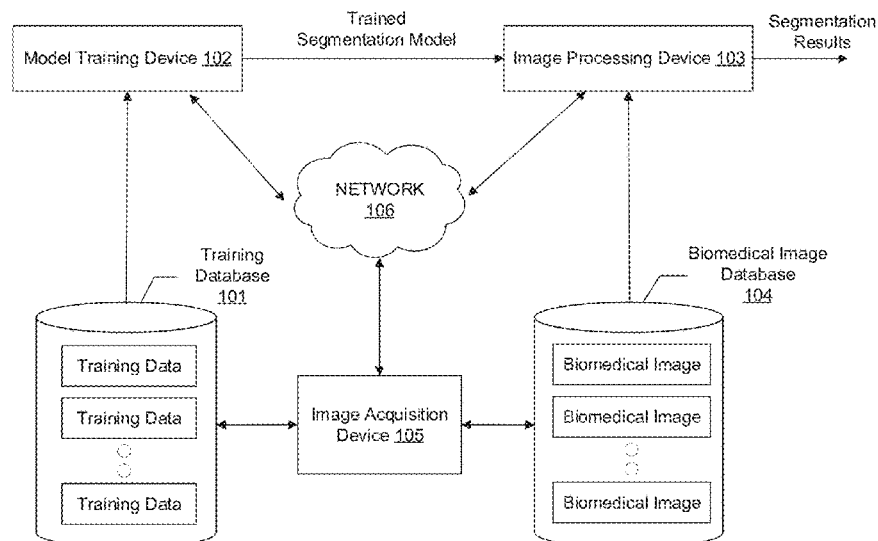 Model Training Device 102
Trained
Segmentation Model
Image Processing Device 103
Segmentation
Results
NETWORK
106
Training
Database
101
Biomedical Image
Database
104
Training Data
Training Data
Training Data
Image Acquisition
Device 105
Biomedical Image
Biomedical Image
Biomedical Image